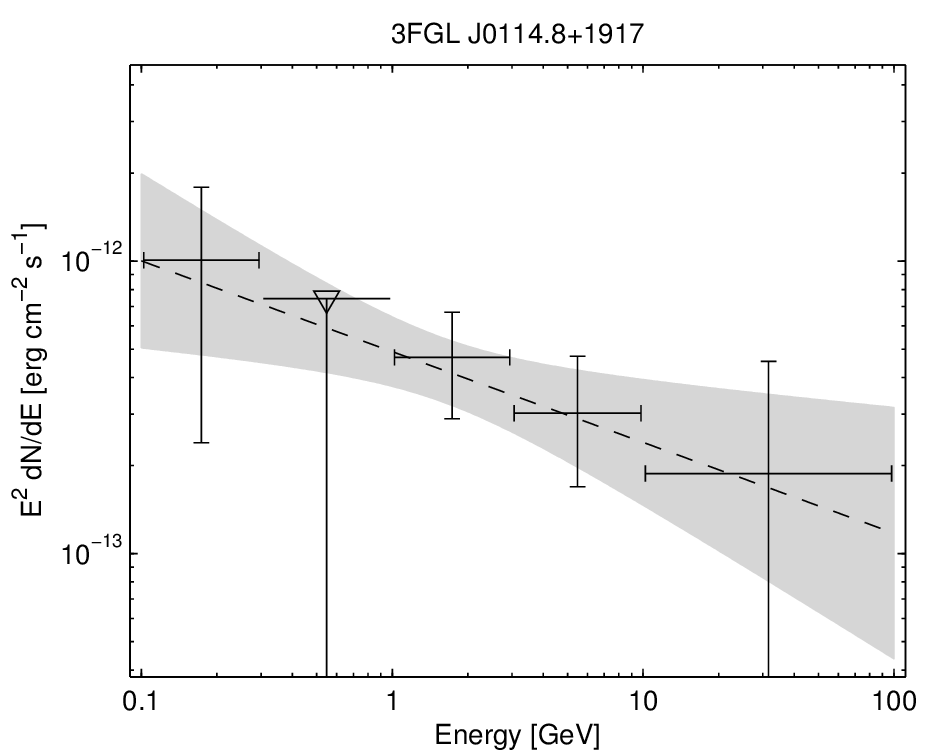 3FGL J0114.8+1917
E² dN/dE [erg cm⁻² s⁻¹]
10⁻¹²
10⁻¹³
0.1 1 10 100
Energy [GeV]